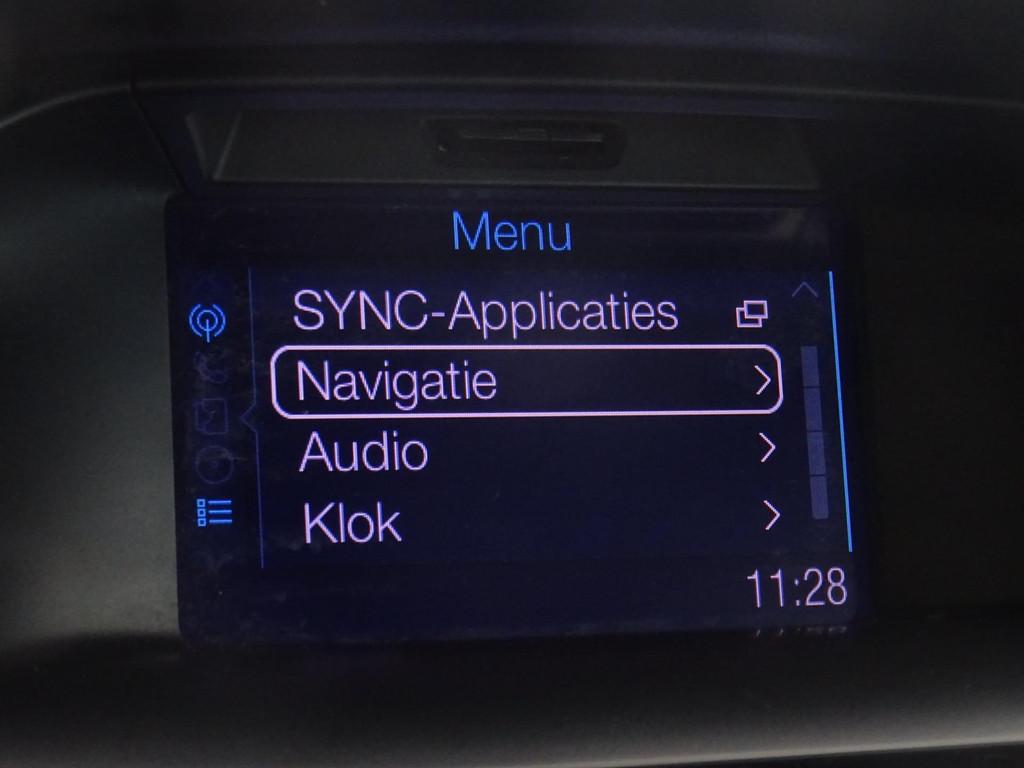 Menu
SYNC-Applicaties
Navigatie
Audio
Klok
11:28